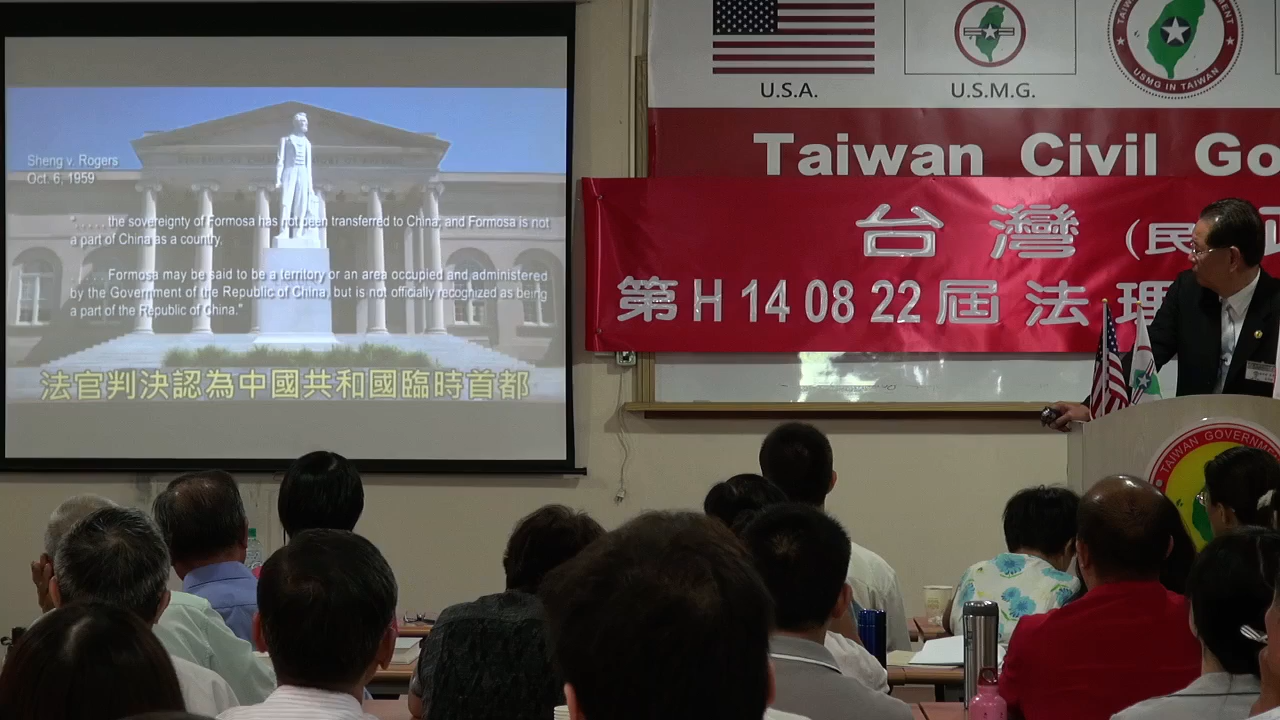 Sheng v. Rogers
Oct. 6, 1959
". . . . . the sovereignty of Formosa has not been transferred to China; and Formosa is not
a part of China as a country.
. . . . Formosa may be said to be a territory or an area occupied and administered
by the Government of the Republic of China, but is not officially recognized as being
a part of the Republic of China."
法官判決認為中國共和國臨時首都
U.S.A.
U.S.M.G.
USMG IN TAIWAN
Taiwan Civil Go
台灣(民
第H 14 08 22屆法理
TAIWAN GOVERNMENT